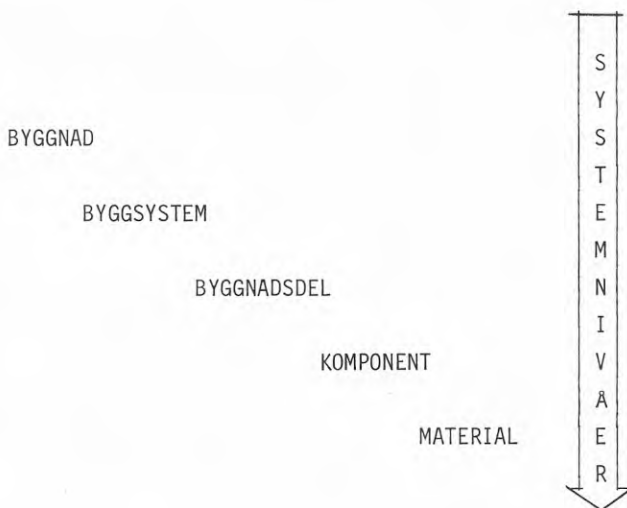 BYGGNAD
BYGGSYSTEM
BYGGNADSDEL
KOMPONENT
MATERIAL
SYSTEMNIVÅER